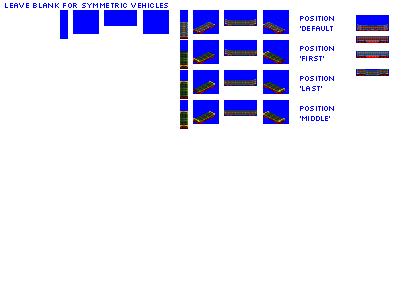 LEAVE BLANK FOR SYMMETRIC VEHICLES
POSITION
'DEFAULT
POSITION
'FIRST'
POSITION
'LAST'
POSITION
'MIDDLE'